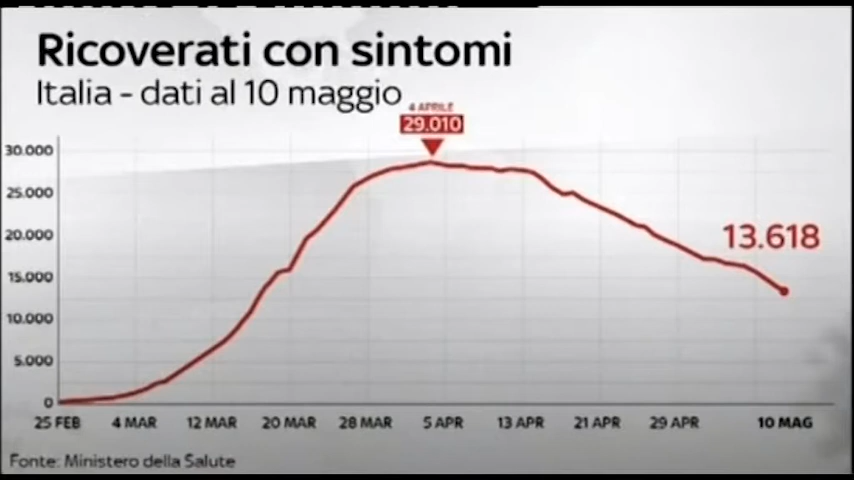 Ricoverati con sintomi
Italia - dati al 10 maggio
4 APRILE
29.010
30.000
25.000
20.000
15.000
10.000
5.000
0
13.618
25 FEB
4 MAR
12 MAR
20 MAR
28 MAR
5 APR
13 APR
21 APR
29 APR
10 MAG
Fonte: Ministero della Salute